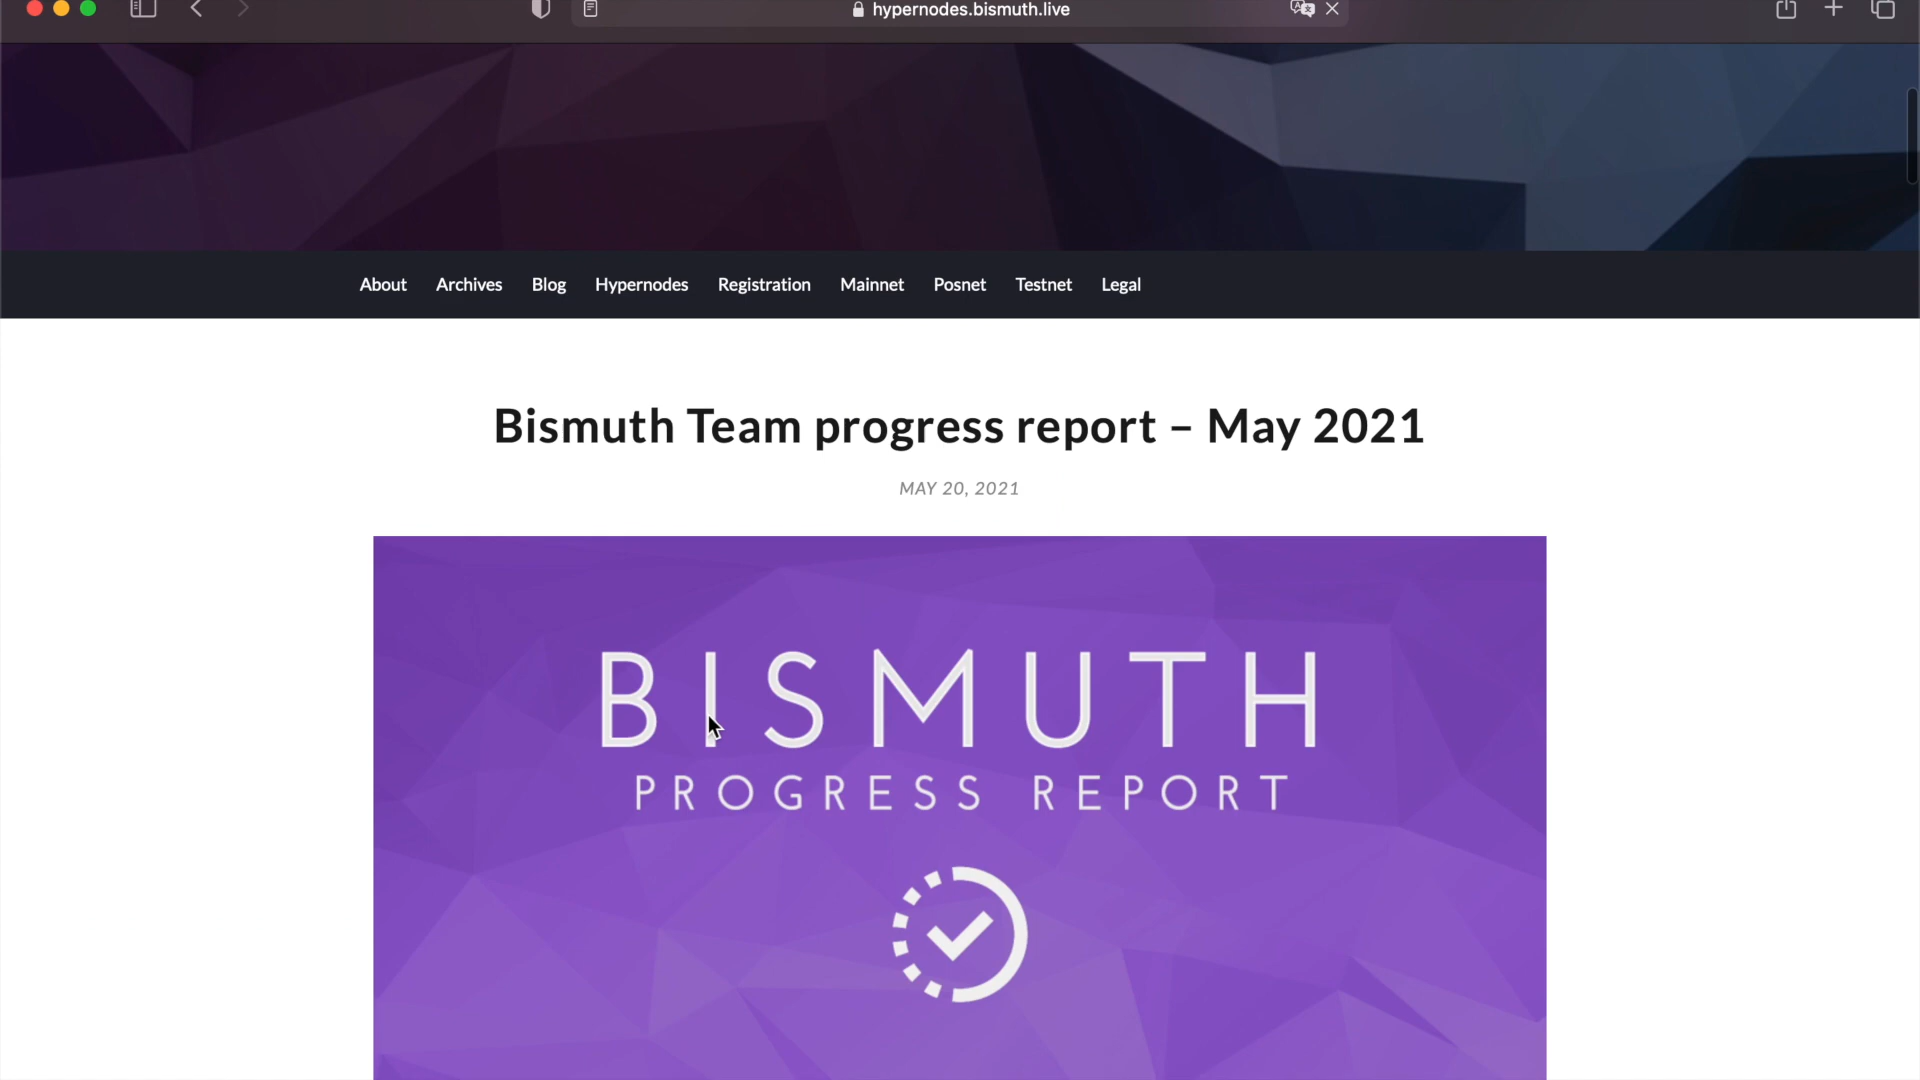 hypernodes.bismuth.live
About Archives Blog Hypernodes Registration Mainnet Posnet Testnet Legal
Bismuth Team progress report – May 2021
MAY 20, 2021
BISMUTH
PROGRESS REPORT